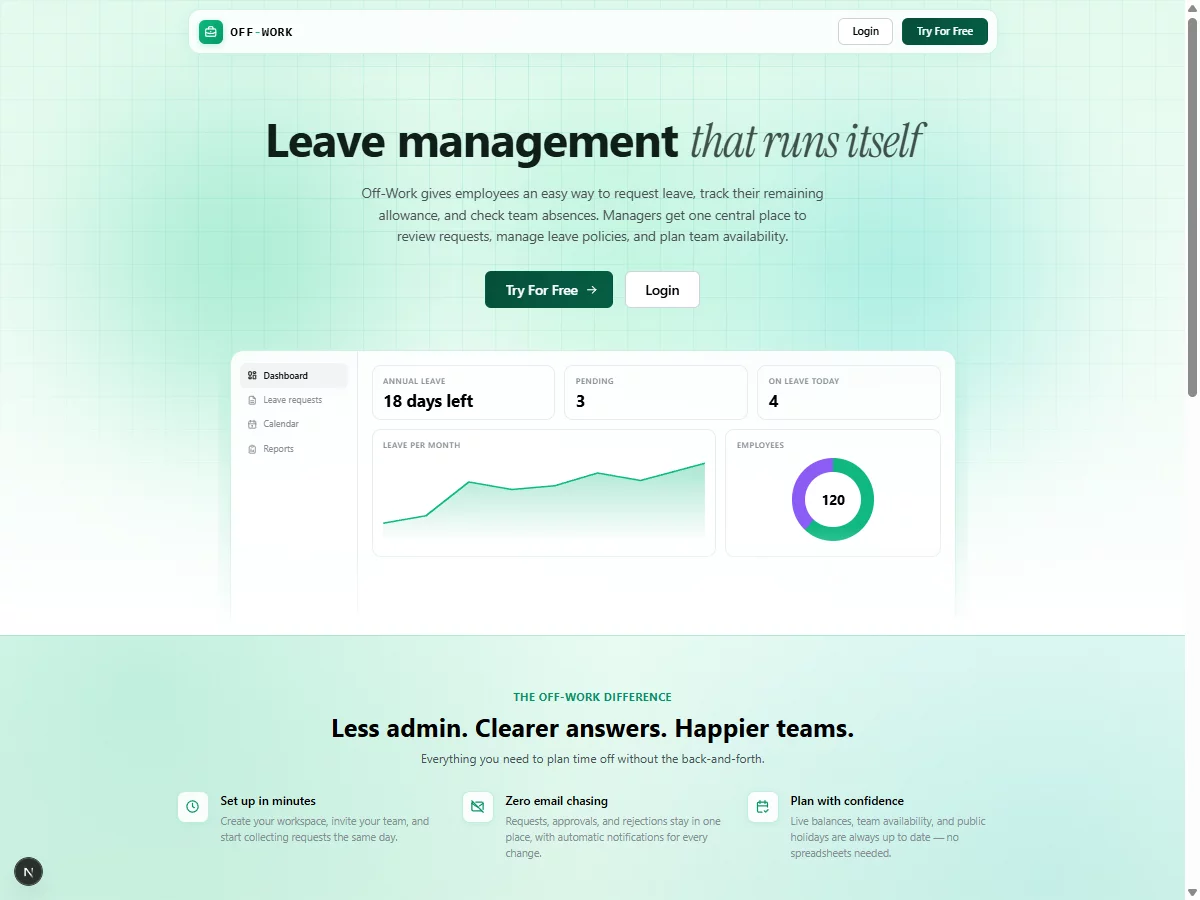 OFF-WORK
Login
Try For Free
Leave management that runs itself
Off-Work gives employees an easy way to request leave, track their remaining
allowance, and check team absences. Managers get one central place to
review requests, manage leave policies, and plan team availability.
Try For Free →
Login
Dashboard
Leave requests
Calendar
Reports
ANNUAL LEAVE
18 days left
PENDING
3
ON LEAVE TODAY
4
LEAVE PER MONTH
EMPLOYEES
120
THE OFF-WORK DIFFERENCE
Less admin. Clearer answers. Happier teams.
Everything you need to plan time off without the back-and-forth.
Set up in minutes
Create your workspace, invite your team, and
start collecting requests the same day.
Zero email chasing
Requests, approvals, and rejections stay in one
place, with automatic notifications for every
change.
Plan with confidence
Live balances, team availability, and public
holidays are always up to date — no
spreadsheets needed.
N